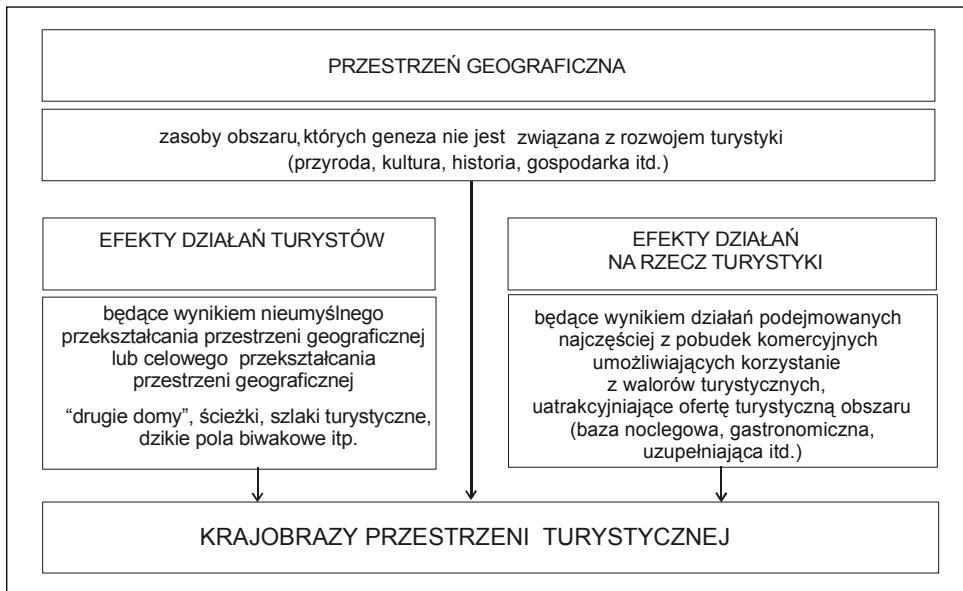 PRZESTRZEŃ GEOGRAFICZNA
zasoby obszaru, których geneza nie jest związana z rozwojem turystyki
(przyroda, kultura, historia, gospodarka itd.)
EFEKTY DZIAŁAŃ TURYSTÓW
będące wynikiem nieumyślnego
przekształcania przestrzeni geograficznej
lub celowego przekształcania
przestrzeni geograficznej
“drugie domy”, ścieżki, szlaki turystyczne,
dzikie pola biwakowe itp.
EFEKTY DZIAŁAŃ
NA RZECZ TURYSTYKI
będące wynikiem działań podejmowanych
najczęściej z pobudek komercyjnych
umożliwiających korzystanie
z walorów turystycznych,
uatrakcyjniające ofertę turystyczną obszaru
(baza noclegowa, gastronomiczna,
uzupełniająca itd.)
KRAJOBRAZY PRZESTRZENI TURYSTYCZNEJ